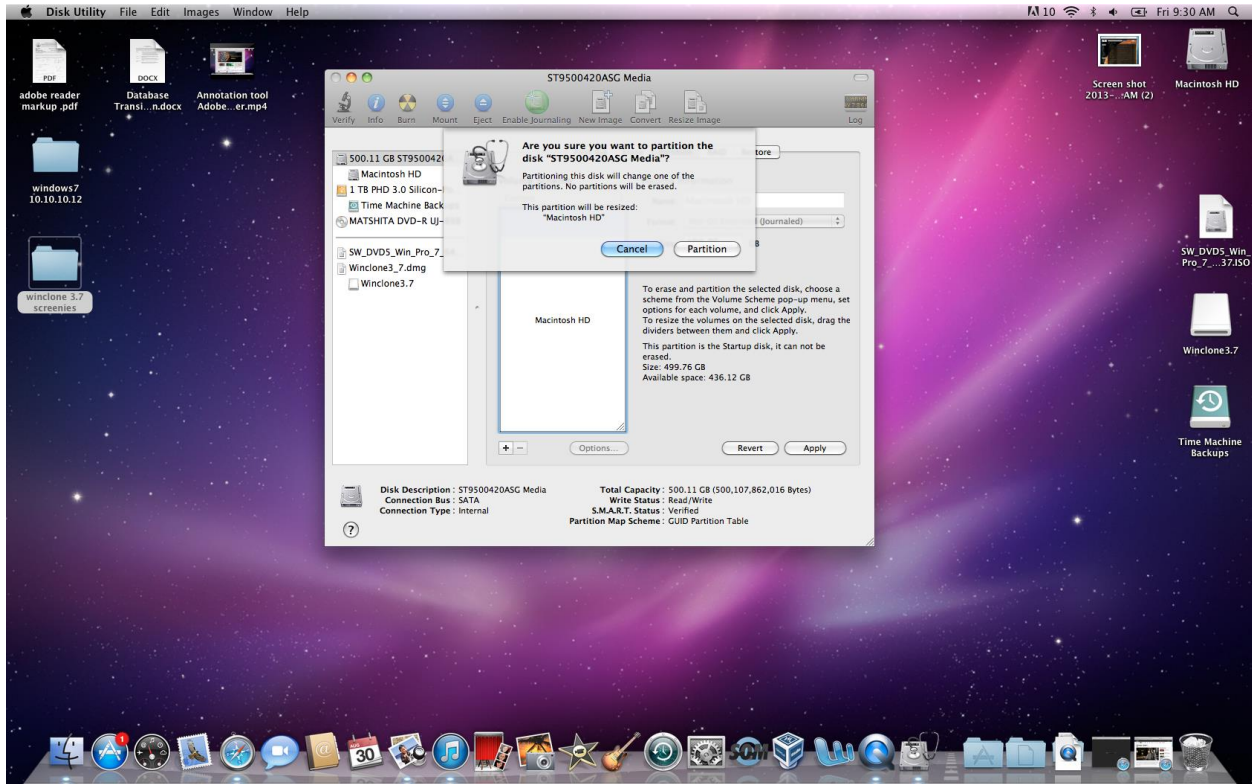 Disk Utility File Edit Images Window Help
10 Fri 9:30 AM
PDF
adobe reader
markup .pdf
DOCX
Database
Transi...n.docx
Annotation tool
Adobe...er.mp4
windows7
10.10.10.12
winclone 3.7
screenies
ST9500420ASG Media
Verify Info Burn Mount Eject Enable Journaling New Image Convert Resize Image Log
500.11 GB ST950042
Macintosh HD
1 TB PHD 3.0 Silicon-
Time Machine Back
MATSHITA DVD-R UJ-
SW_DVD5_Win_Pro_7_
Winclone3_7.dmg
Winclone3.7
Are you sure you want to partition the
disk "ST9500420ASG Media"?
Partitioning this disk will change one of the
partitions. No partitions will be erased.
This partition will be resized:
"Macintosh HD"
Cancel Partition
tore
(Journaled)
Macintosh HD
To erase and partition the selected disk, choose a
scheme from the Volume Scheme pop-up menu, set
options for each volume, and click Apply.
To resize the volumes on the selected disk, drag the
dividers between them and click Apply.
This partition is the Startup disk, it can not be
erased.
Size: 499.76 GB
Available space: 436.12 GB
+ - Options... Revert Apply
Disk Description : ST9500420ASG Media
Connection Bus : SATA
Connection Type : Internal
Total Capacity : 500.11 GB (500,107,862,016 Bytes)
Write Status : Read/Write
S.M.A.R.T. Status : Verified
Partition Map Scheme : GUID Partition Table
?
Screen shot
2013-...AM (2)
Macintosh HD
SW_DVD5_Win_
Pro_7_...37.ISO
Winclone3.7
Time Machine
Backups
1
AUG
30